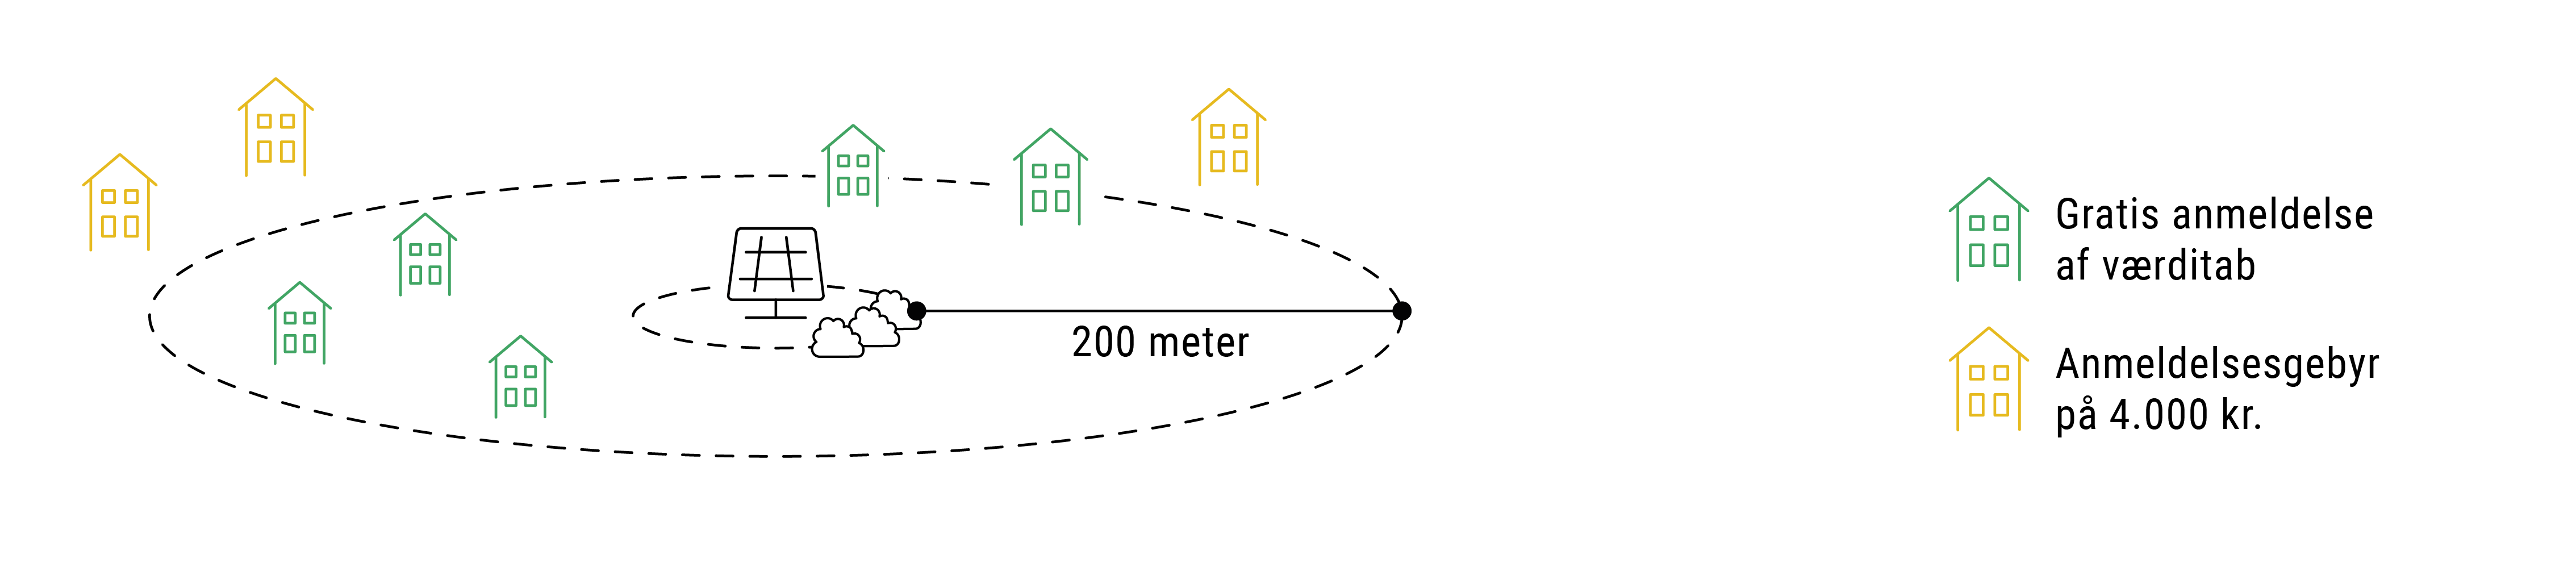 200 meter
Gratis anmeldelse
af værditab
Anmeldelsesgebyr
på 4.000 kr.